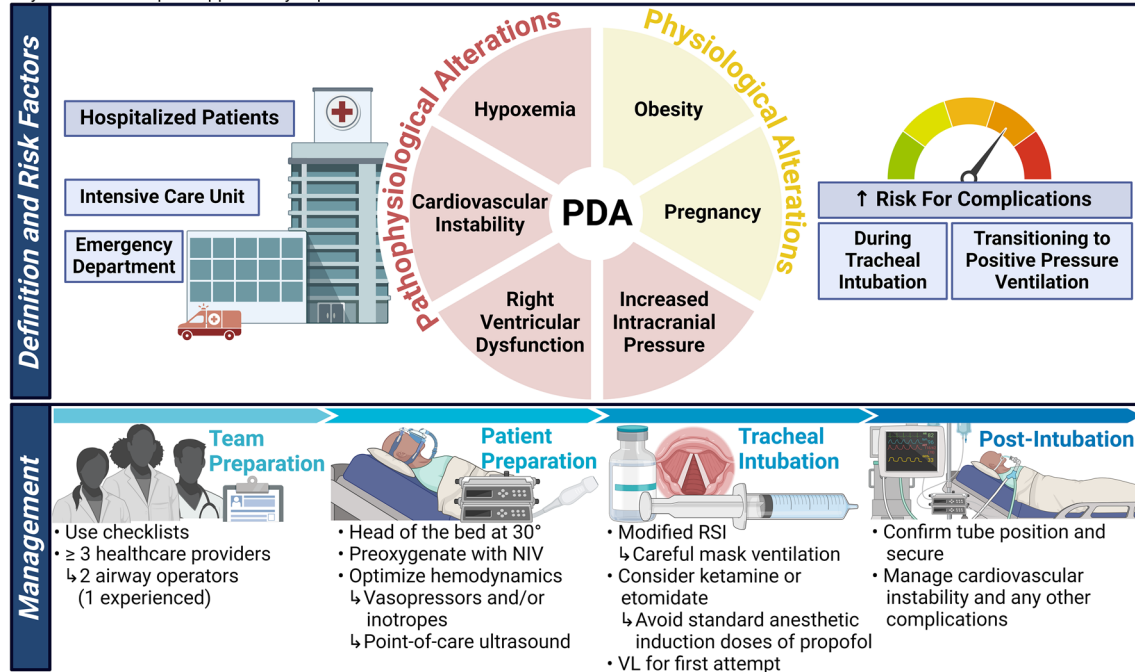 Definition and Risk Factors
Hospitalized Patients
Intensive Care Unit
Emergency
Department
Pathophysiological Alterations
Physiological Alterations
Hypoxemia
Obesity
Cardiovascular
Instability
PDA
Pregnancy
Right
Ventricular
Dysfunction
Increased
Intracranial
Pressure
↑ Risk For Complications
During
Tracheal
Intubation
Transitioning to
Positive Pressure
Ventilation
Management
Team
Preparation
• Use checklists
• ≥ 3 healthcare providers
↳2 airway operators
(1 experienced)
Patient
Preparation
• Head of the bed at 30°
• Preoxygenate with NIV
• Optimize hemodynamics
↳Vasopressors and/or
inotropes
↳Point-of-care ultrasound
Tracheal
Intubation
• Modified RSI
↳Careful mask ventilation
• Consider ketamine or
etomidate
↳Avoid standard anesthetic
induction doses of propofol
• VL for first attempt
Post-Intubation
• Confirm tube position and
secure
• Manage cardiovascular
instability and any other
complications